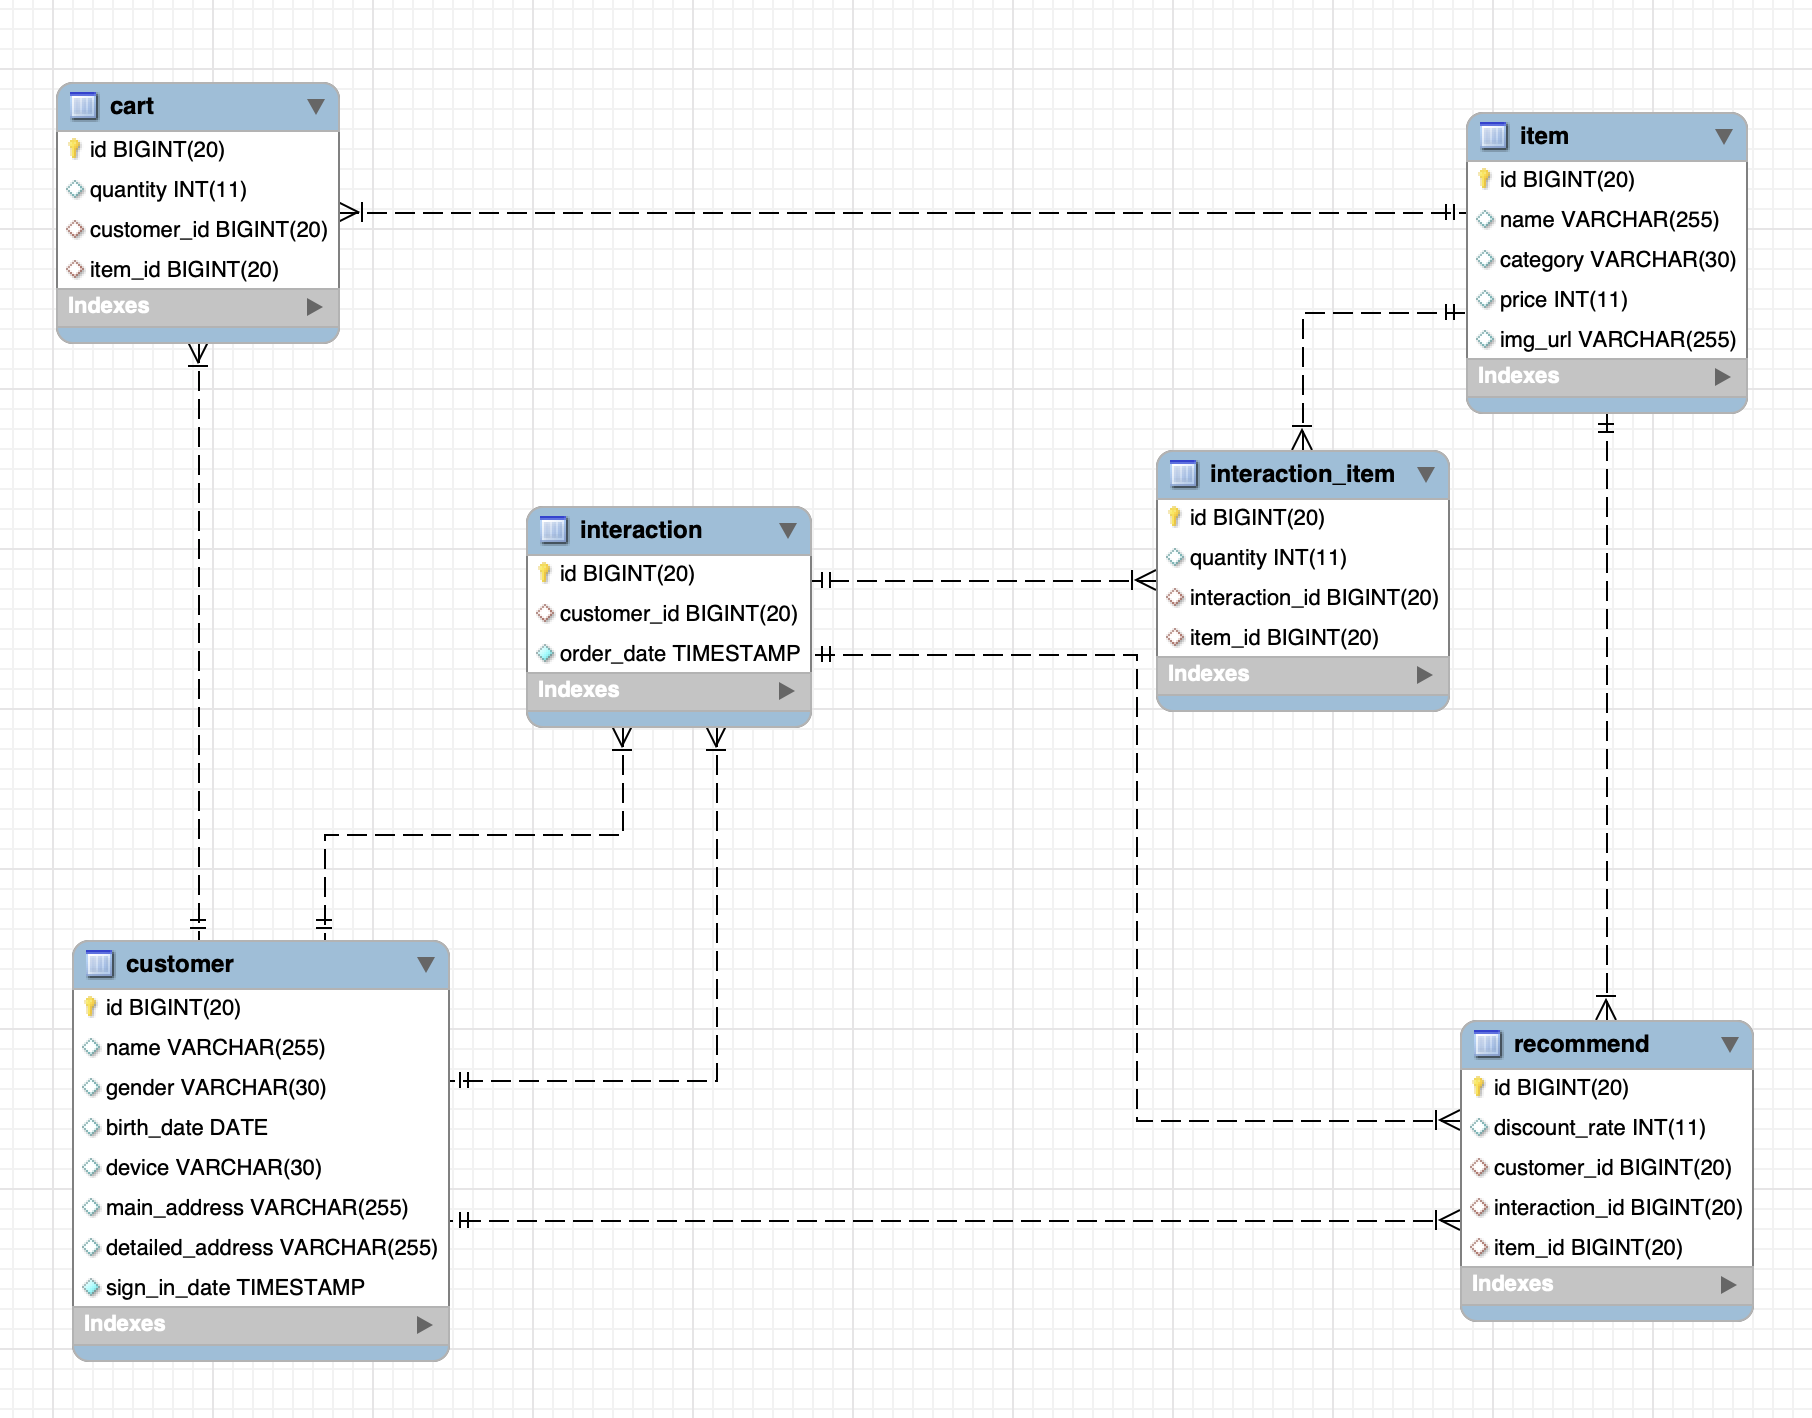 cart
id BIGINT(20)
quantity INT(11)
customer_id BIGINT(20)
item_id BIGINT(20)
Indexes
item
id BIGINT(20)
name VARCHAR(255)
category VARCHAR(30)
price INT(11)
img_url VARCHAR(255)
Indexes
interaction
id BIGINT(20)
customer_id BIGINT(20)
order_date TIMESTAMP
Indexes
interaction_item
id BIGINT(20)
quantity INT(11)
interaction_id BIGINT(20)
item_id BIGINT(20)
Indexes
customer
id BIGINT(20)
name VARCHAR(255)
gender VARCHAR(30)
birth_date DATE
device VARCHAR(30)
main_address VARCHAR(255)
detailed_address VARCHAR(255)
sign_in_date TIMESTAMP
Indexes
recommend
id BIGINT(20)
discount_rate INT(11)
customer_id BIGINT(20)
interaction_id BIGINT(20)
item_id BIGINT(20)
Indexes